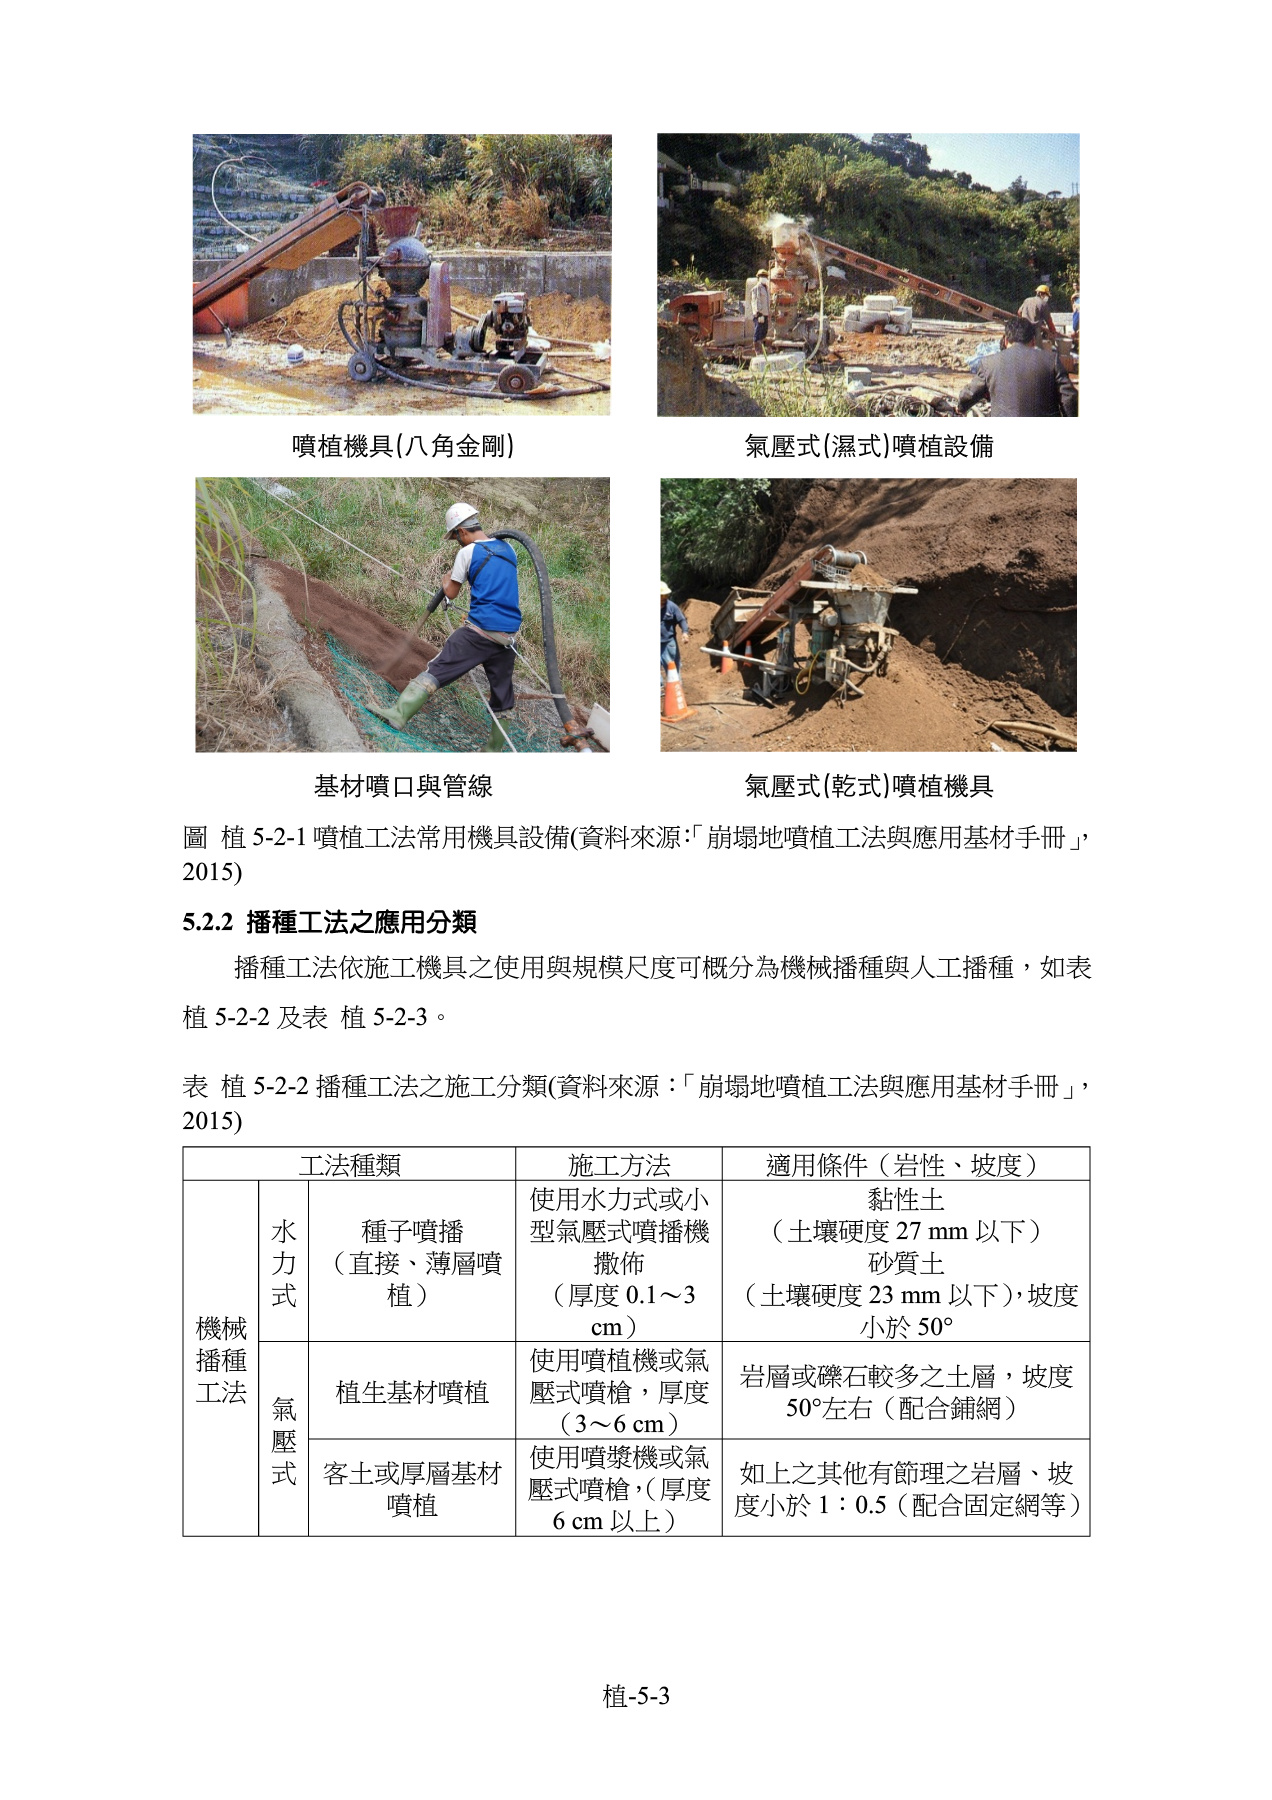 噴植機具(八角金剛)
氣壓式(濕式)噴植設備
基材噴口與管線
氣壓式(乾式)噴植機具
圖 植 5-2-1 噴植工法常用機具設備(資料來源:「崩塌地噴植工法與應用基材手冊」,
2015)
5.2.2 播種工法之應用分類
播種工法依施工機具之使用與規模尺度可概分為機械播種與人工播種，如表
植 5-2-2 及表 植 5-2-3。
表 植 5-2-2 播種工法之施工分類(資料來源：「崩塌地噴植工法與應用基材手冊」，
2015)
工法種類
施工方法
適用條件（岩性、坡度）
機械
播種
工法
水
力
式
種子噴播
（直接、薄層噴
植）
使用水力式或小
型氣壓式噴播機
撒佈
（厚度 0.1～3
cm）
黏性土
（土壤硬度 27 mm 以下）
砂質土
（土壤硬度 23 mm 以下），坡度
小於 50°
氣
壓
式
植生基材噴植
使用噴植機或氣
壓式噴槍，厚度
（3～6 cm）
岩層或礫石較多之土層，坡度
50°左右（配合鋪網）
客土或厚層基材
噴植
使用噴漿機或氣
壓式噴槍，（厚度
6 cm 以上）
如上之其他有節理之岩層、坡
度小於 1：0.5（配合固定網等）
植-5-3